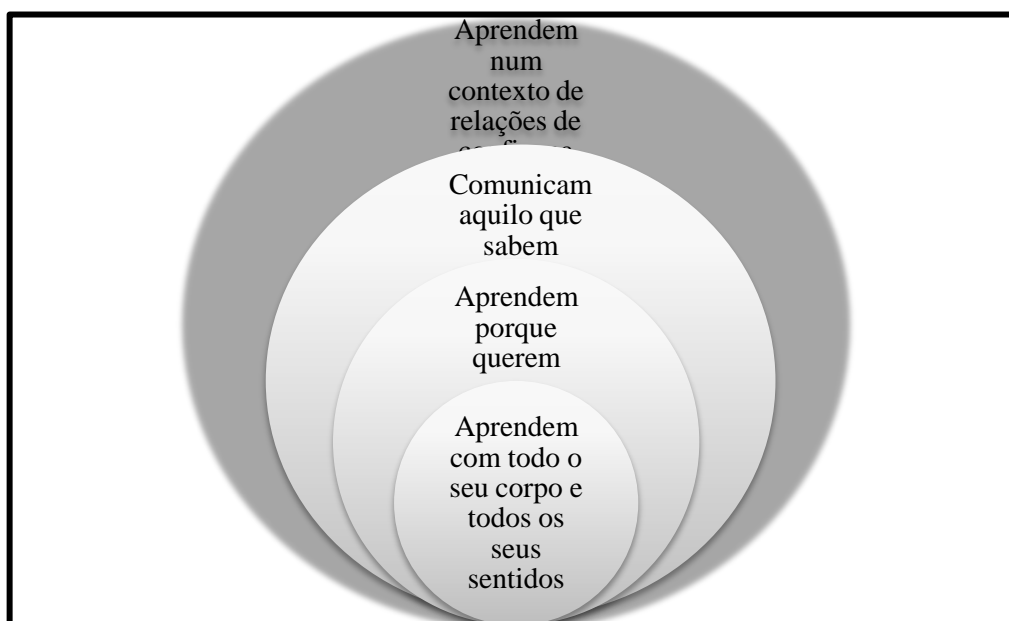 Aprendem
num
contexto de
relações de
Comunicam
aquilo que
sabem
Aprendem
porque
querem
Aprendem
com todo o
seu corpo e
todos os
seus
sentidos